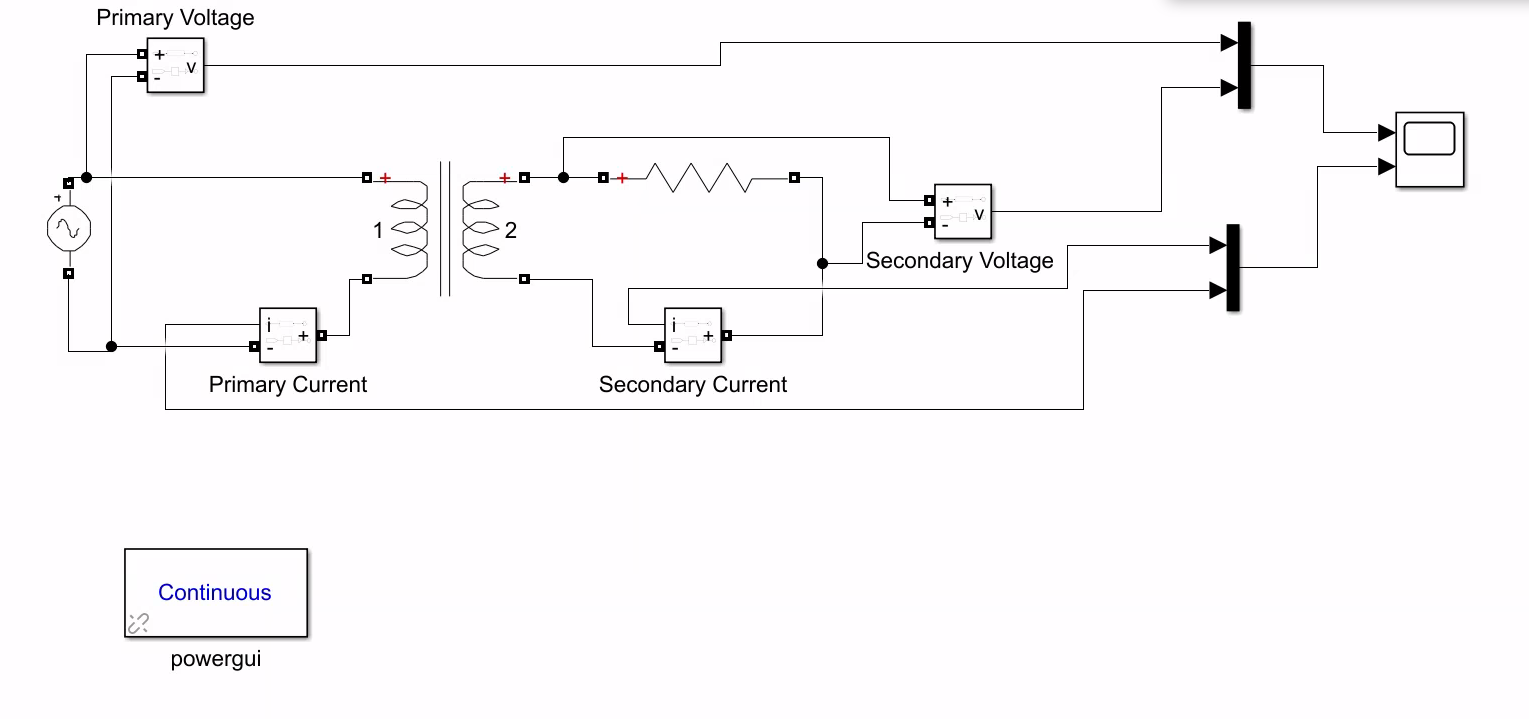 Primary Voltage
+
v
-
+
+
+
+
1
2
+
v
-
Secondary Voltage
i
+
-
i
+
-
Primary Current
Secondary Current
Continuous
powergui